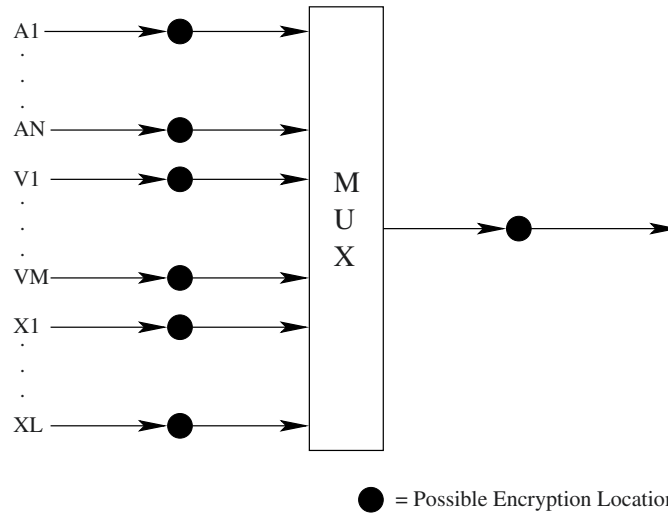 A1
.
.
.
AN
V1
.
.
.
VM
X1
.
.
.
XL
M
U
X
= Possible Encryption Location